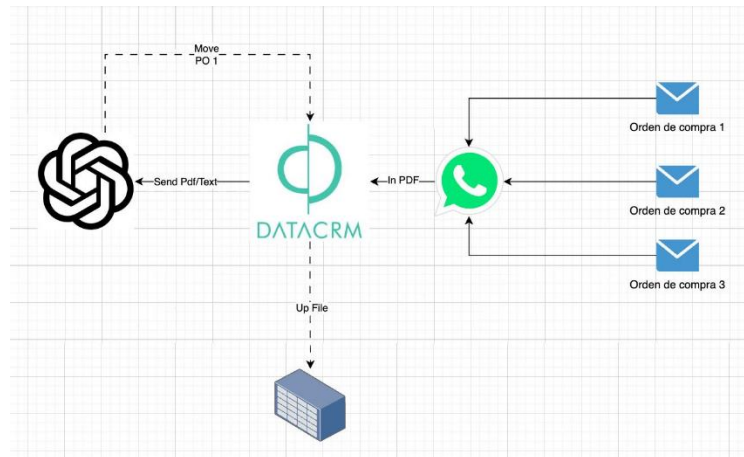 Move
PO 1
Orden de compra 1
Send Pdf/Text
In PDF
DATACRM
Orden de compra 2
Orden de compra 3
Up File